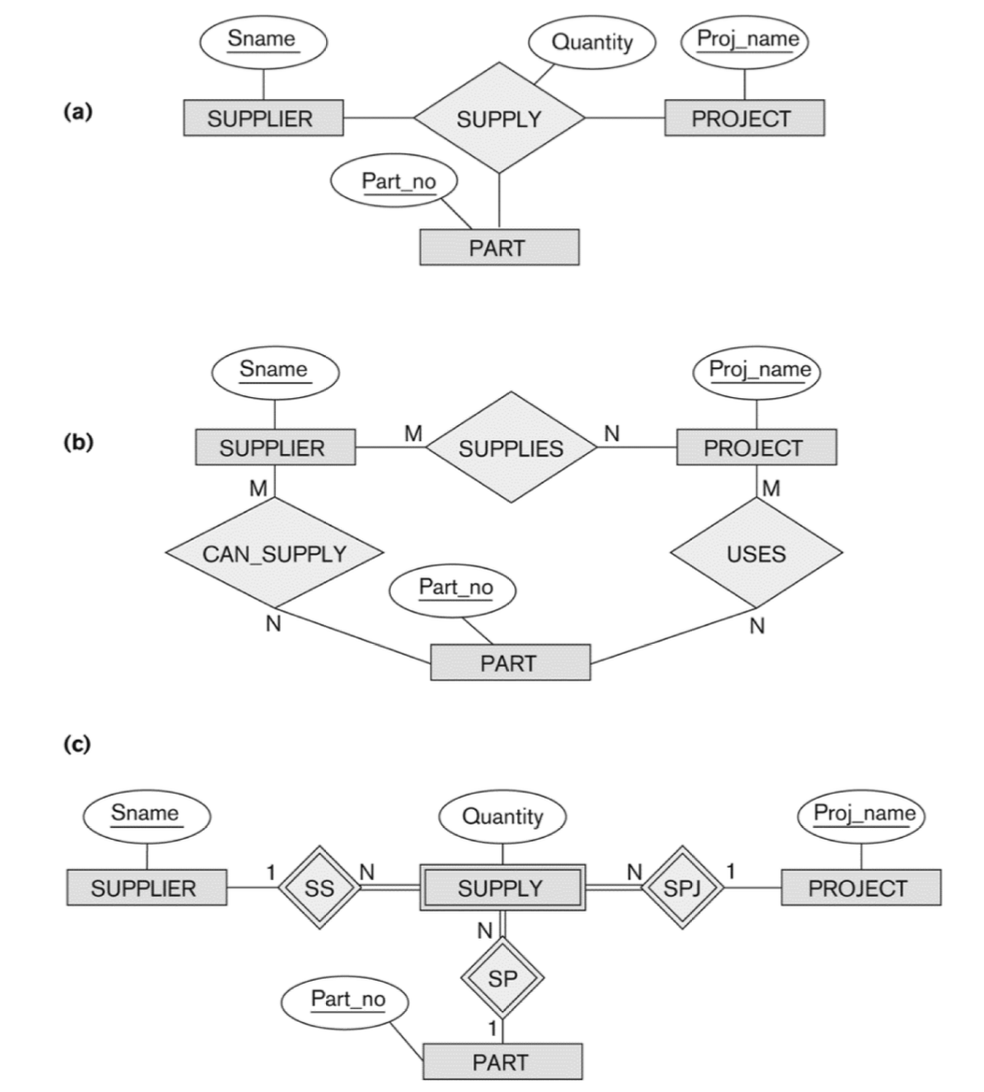 Sname
Quantity
Proj_name
(a)
SUPPLIER
SUPPLY
PROJECT
Part_no
PART
Sname
Proj_name
(b)
SUPPLIER
M
SUPPLIES
N
PROJECT
M
M
CAN_SUPPLY
USES
Part_no
N
N
PART
(c)
Sname
Quantity
Proj_name
SUPPLIER
1
SS
N
SUPPLY
N
SPJ
1
PROJECT
N
SP
Part_no
1
PART